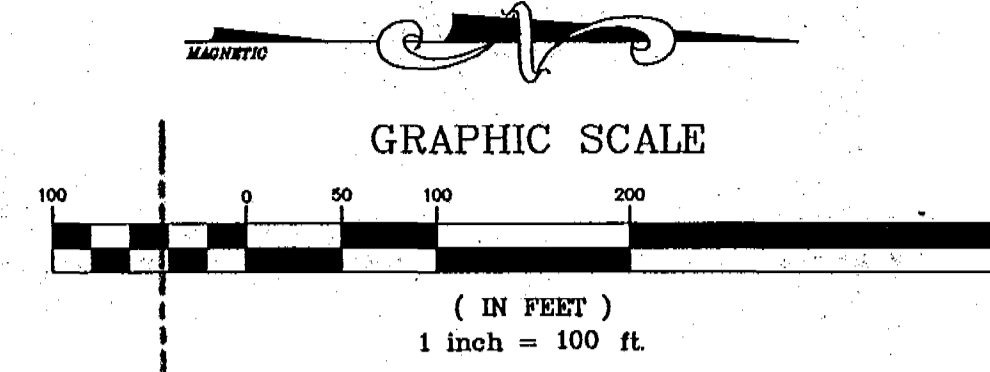 MAGNETIC
GRAPHIC SCALE
100 0 50 100 200
( IN FEET )
1 inch = 100 ft.